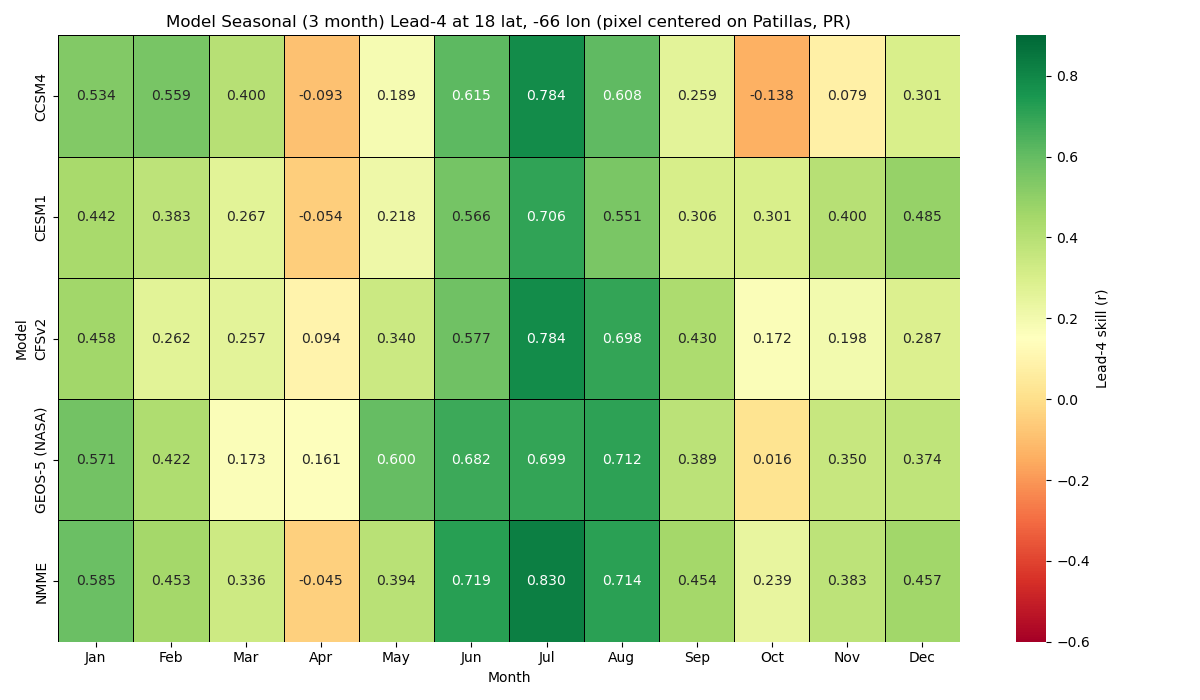 Model Seasonal (3 month) Lead-4 at 18 lat, -66 lon (pixel centered on Patillas, PR)
Model
CCSM4 0.534 0.559 0.400 -0.093 0.189 0.615 0.784 0.608 0.259 -0.138 0.079 0.301
CESM1 0.442 0.383 0.267 -0.054 0.218 0.566 0.706 0.551 0.306 0.301 0.400 0.485
CFSv2 0.458 0.262 0.257 0.094 0.340 0.577 0.784 0.698 0.430 0.172 0.198 0.287
GEOS-5 (NASA) 0.571 0.422 0.173 0.161 0.600 0.682 0.699 0.712 0.389 0.016 0.350 0.374
NMME 0.585 0.453 0.336 -0.045 0.394 0.719 0.830 0.714 0.454 0.239 0.383 0.457
Jan Feb Mar Apr May Jun Jul Aug Sep Oct Nov Dec
Month
0.8
0.6
0.4
0.2
0.0
−0.2
−0.4
−0.6
Lead-4 skill (r)